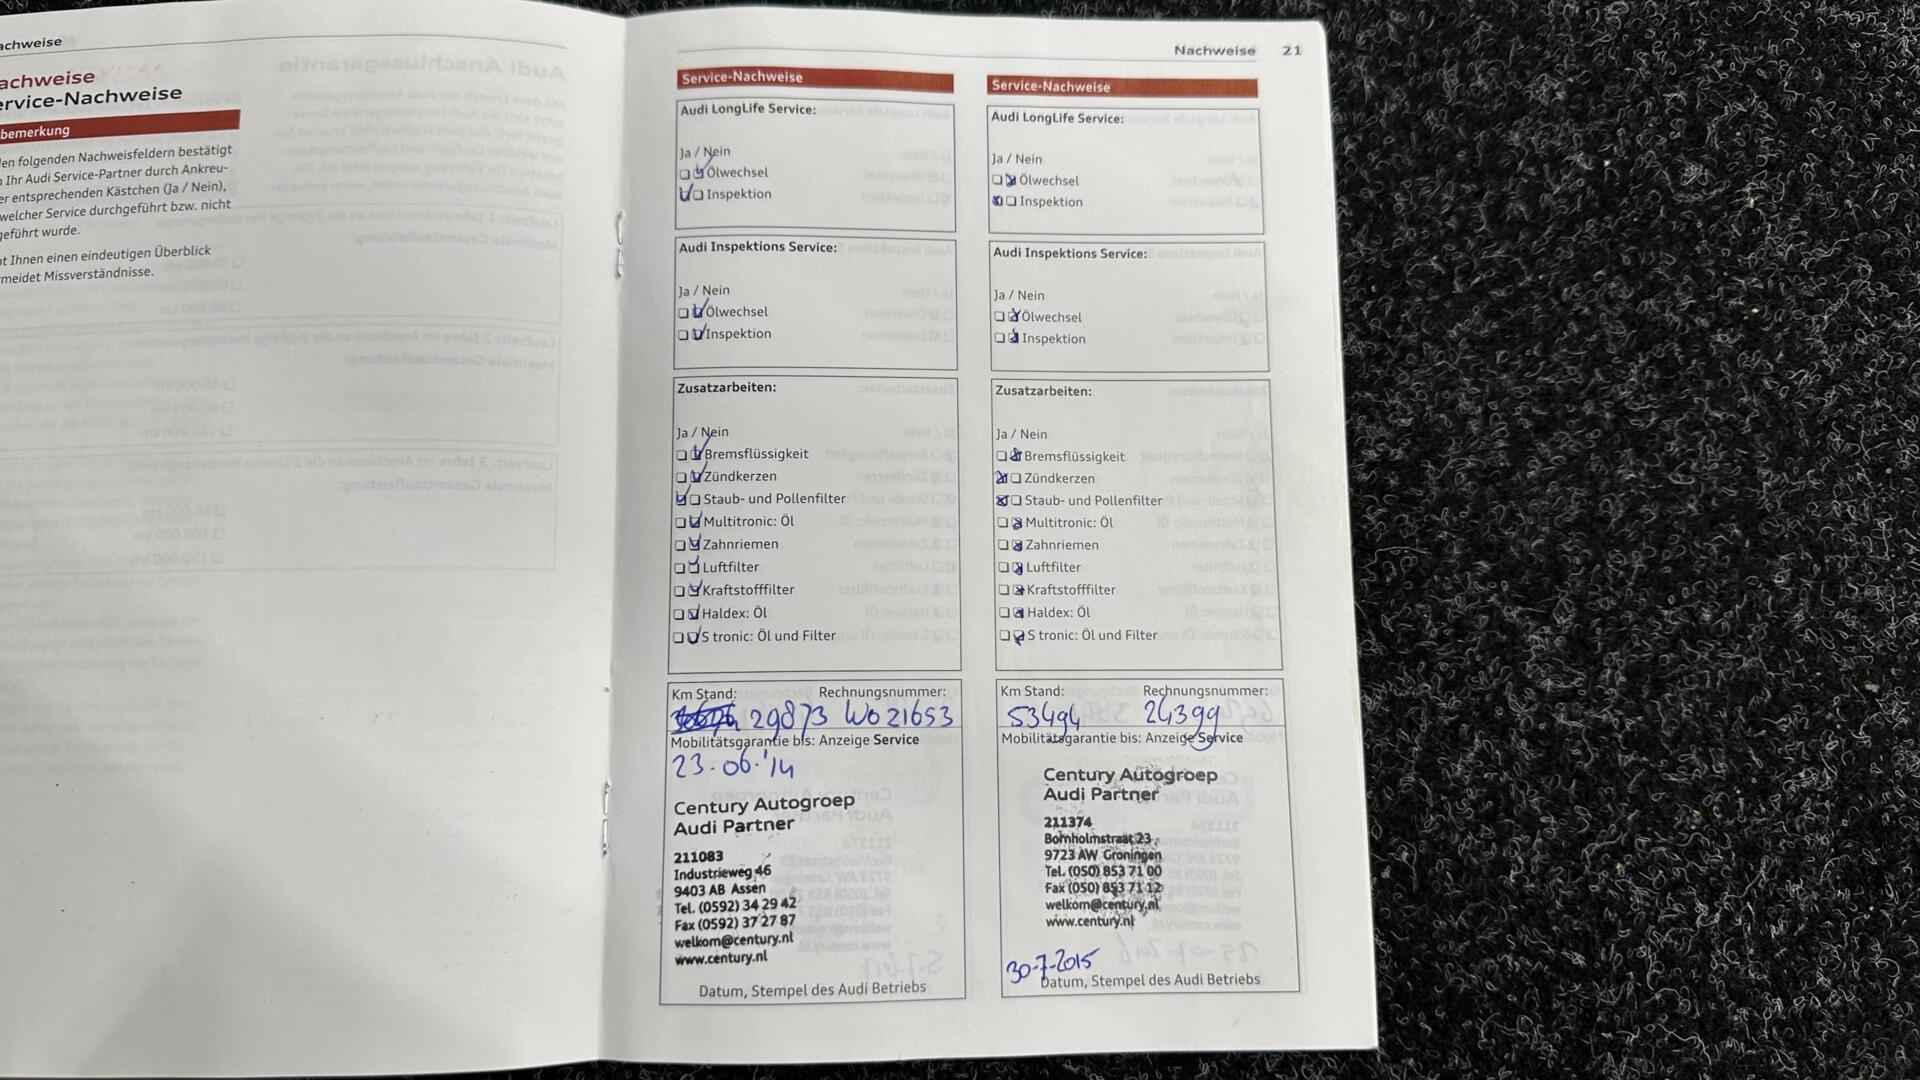 achweise
achweise
ervice-Nachweise
bemerkung
den folgenden Nachweisfeldern bestätigt
Ihr Audi Service-Partner durch Ankreu-
er entsprechenden Kästchen (Ja / Nein),
welcher Service durchgeführt bzw. nicht
geführt wurde.
Ihnen einen eindeutigen Überblick
rmeidet Missverständnisse.
Nachweise 21
Service-Nachweise
Audi LongLife Service:
Ja / Nein
Ölwechsel
Inspektion
Audi Inspektions Service:
Ja / Nein
Ölwechsel
Inspektion
Zusatzarbeiten:
Ja / Nein
Bremsflüssigkeit
Zündkerzen
Staub- und Pollenfilter
Multitronic: Öl
Zahnriemen
Luftfilter
Kraftstofffilter
Haldex: Öl
S tronic: Öl und Filter
Km Stand: Rechnungsnummer:
29873 Wo 21653
Mobilitätsgarantie bis: Anzeige Service
23-06-'14
Century Autogroep
Audi Partner
211083
Industrieweg 46
9403 AB Assen
Tel. (0592) 34 29 42
Fax (0592) 37 27 87
welkom@century.nl
www.century.nl
Datum, Stempel des Audi Betriebs
Service-Nachweise
Audi LongLife Service:
Ja / Nein
Ölwechsel
Inspektion
Audi Inspektions Service:
Ja / Nein
Ölwechsel
Inspektion
Zusatzarbeiten:
Ja / Nein
Bremsflüssigkeit
Zündkerzen
Staub- und Pollenfilter
Multitronic: Öl
Zahnriemen
Luftfilter
Kraftstofffilter
Haldex: Öl
S tronic: Öl und Filter
Km Stand: Rechnungsnummer:
53494 24399
Mobilitätsgarantie bis: Anzeige Service
Century Autogroep
Audi Partner
211374
Bornholmstraat 23
9723 AW Groningen
Tel. (050) 853 71 00
Fax (050) 853 71 12
welkom@century.nl
www.century.nl
30-7-2015
Datum, Stempel des Audi Betriebs